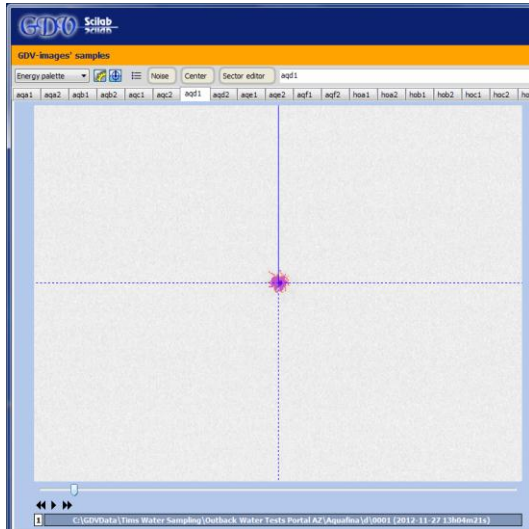 GDV Scilab
GDV-images' samples
Energy palette Noise Center Sector editor aqd1
aqa1 aqa2 aqb1 aqb2 aqc1 aqc2 aqd1 aqd2 aqe1 aqe2 aqf1 aqf2 hoa1 hoa2 hob1 hob2 hoc1 hoc2
1 C:\GDVData\Tims Water Sampling\Outback Water Tests Portal AZ\Aquafina\d\0001 (2012-11-27 13h04m21s)